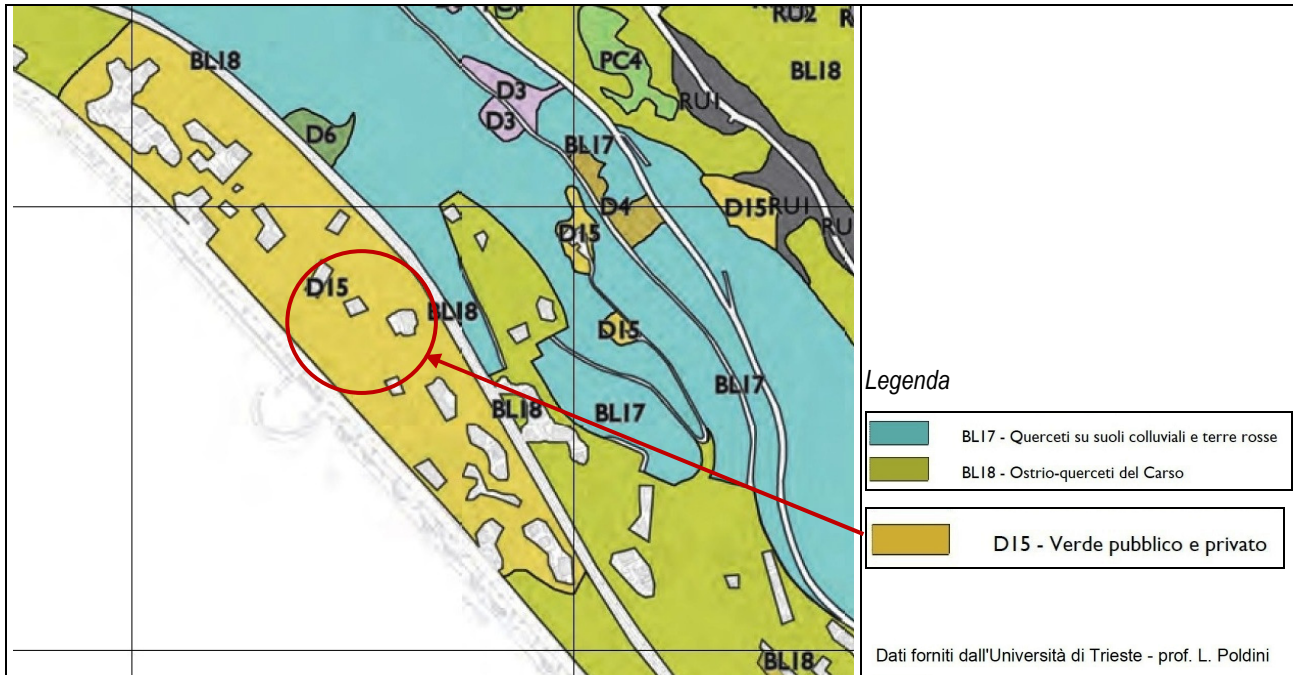 RU2
R
BL18
PC4
BL18
D3
RU1
D3
D6
BL17
D15
RU1
D4
RU
D15
D15
BL18
D15
BL17
BL18
BL17
BL18
Legenda
BL17 - Querceti su suoli colluviali e terre rosse
BL18 - Ostrio-querceti del Carso
D15 - Verde pubblico e privato
Dati forniti dall'Università di Trieste - prof. L. Poldini